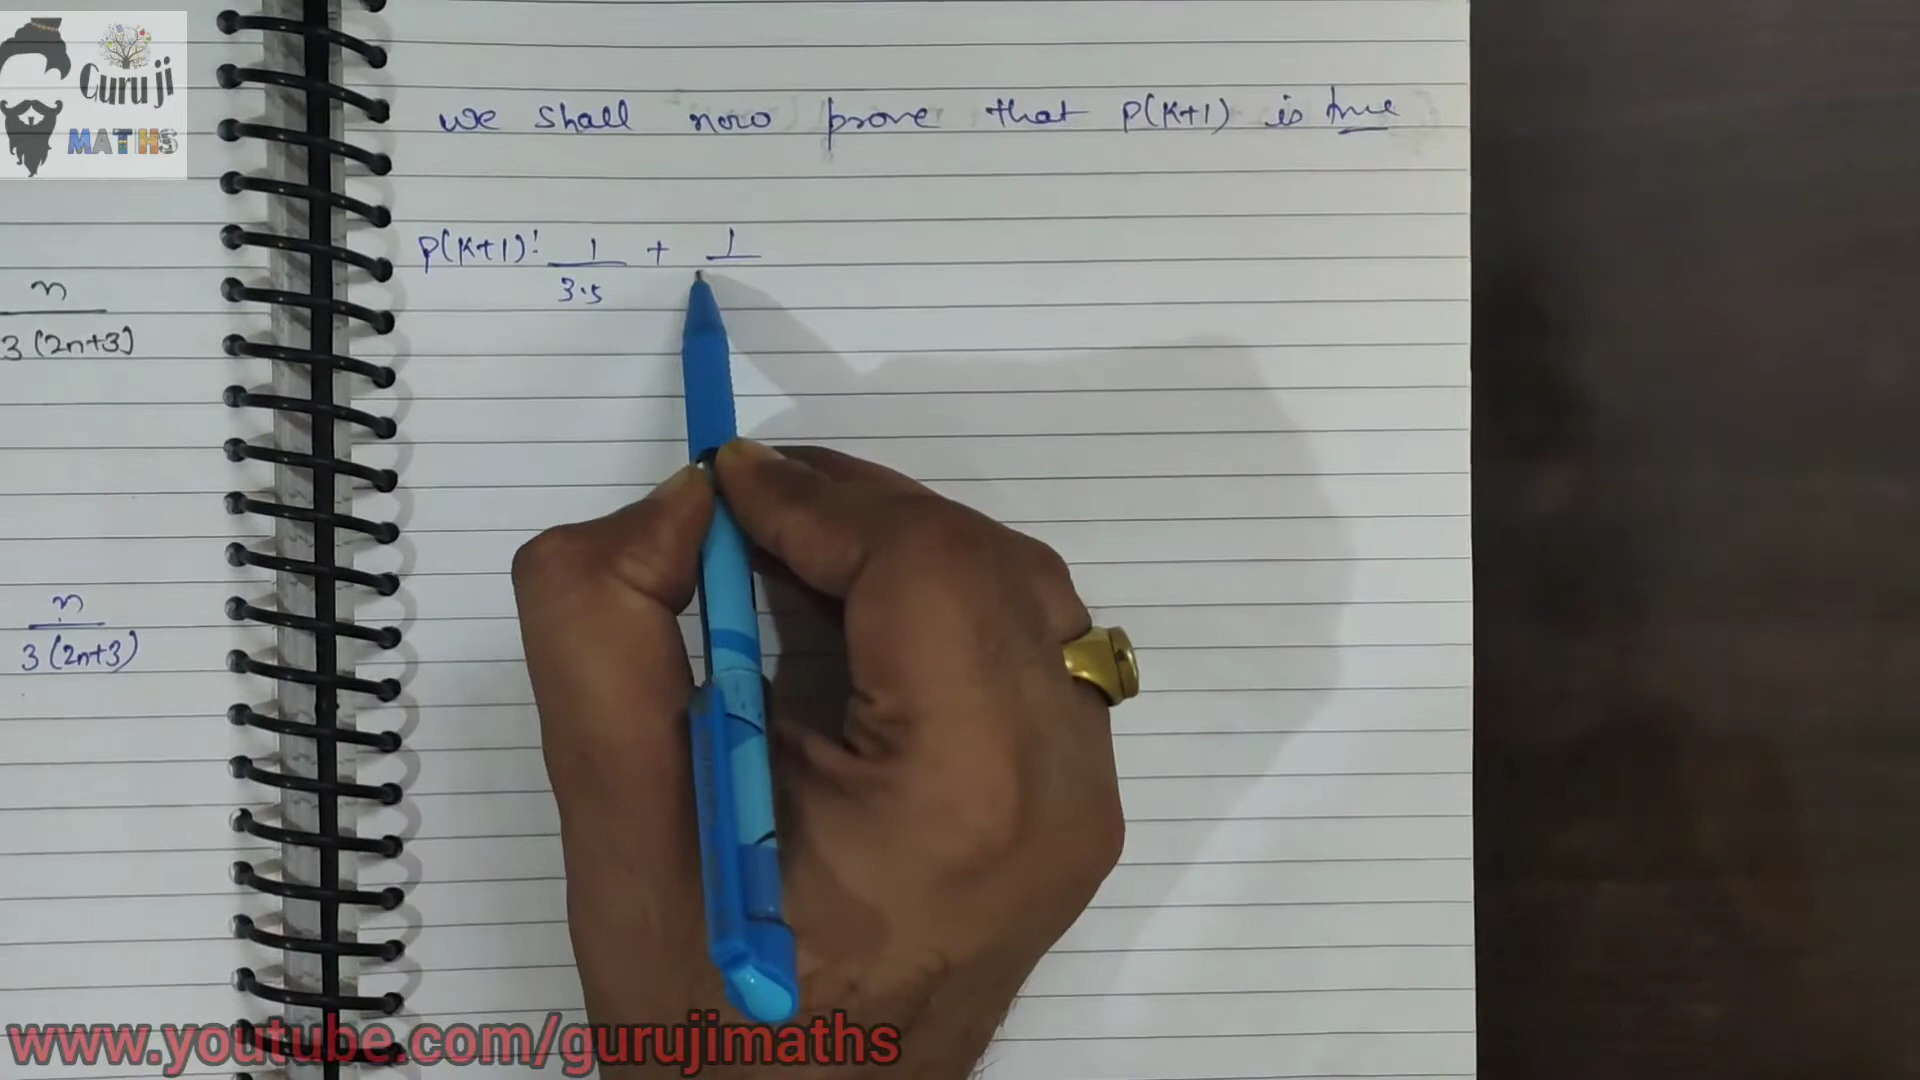 Guru ji
MATHS
n
3(2n+3)
n
3(2n+3)
we shall now prove that P(K+1) is true
P(K+1): 1/3.5 + 1/
www.youtube.com/gurujimaths